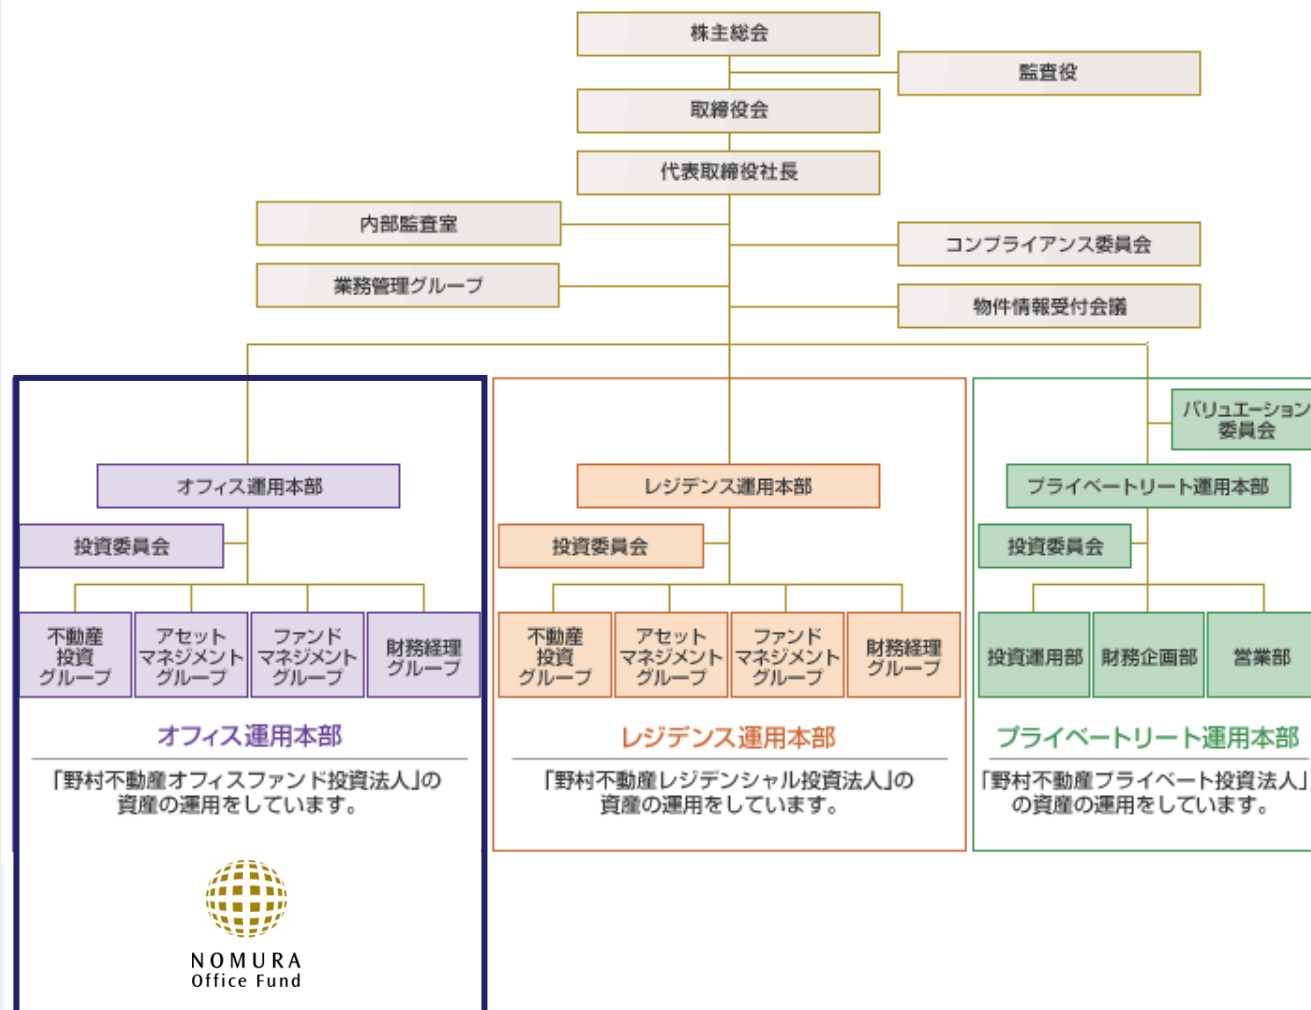 株主総会
監査役
取締役会
代表取締役社長
内部監査室
コンプライアンス委員会
業務管理グループ
物件情報受付会議
バリュエーション
委員会
オフィス運用本部
レジデンス運用本部
プライベートリート運用本部
投資委員会
投資委員会
投資委員会
不動産
投資
グループ
アセット
マネジメント
グループ
ファンド
マネジメント
グループ
財務経理
グループ
不動産
投資
グループ
アセット
マネジメント
グループ
ファンド
マネジメント
グループ
財務経理
グループ
投資運用部
財務企画部
営業部
オフィス運用本部
「野村不動産オフィスファンド投資法人」の
資産の運用をしています。
レジデンス運用本部
「野村不動産レジデンシャル投資法人」の
資産の運用をしています。
プライベートリート運用本部
「野村不動産プライベート投資法人」
の資産の運用をしています。
NOMURA
Office Fund